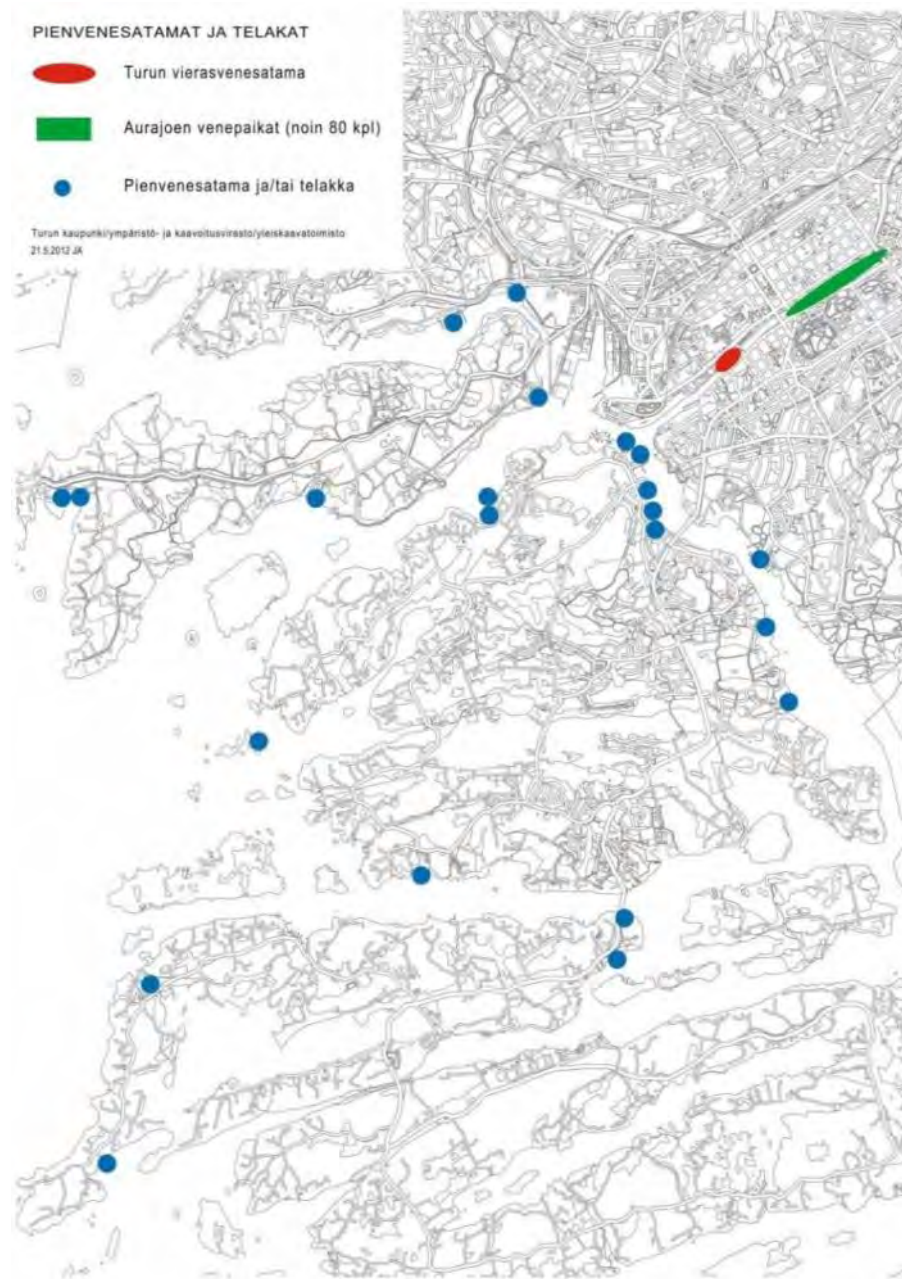 PIENVENESATAMAT JA TELAKAT
Turun vierasvenesatama
Aurajoen venepaikat (noin 80 kpl)
Pienvenesatama ja/tai telakka
Turun kaupunki/ympäristö- ja kaavoitusvirasto/yleiskaavatoimisto
21.5.2012 JA